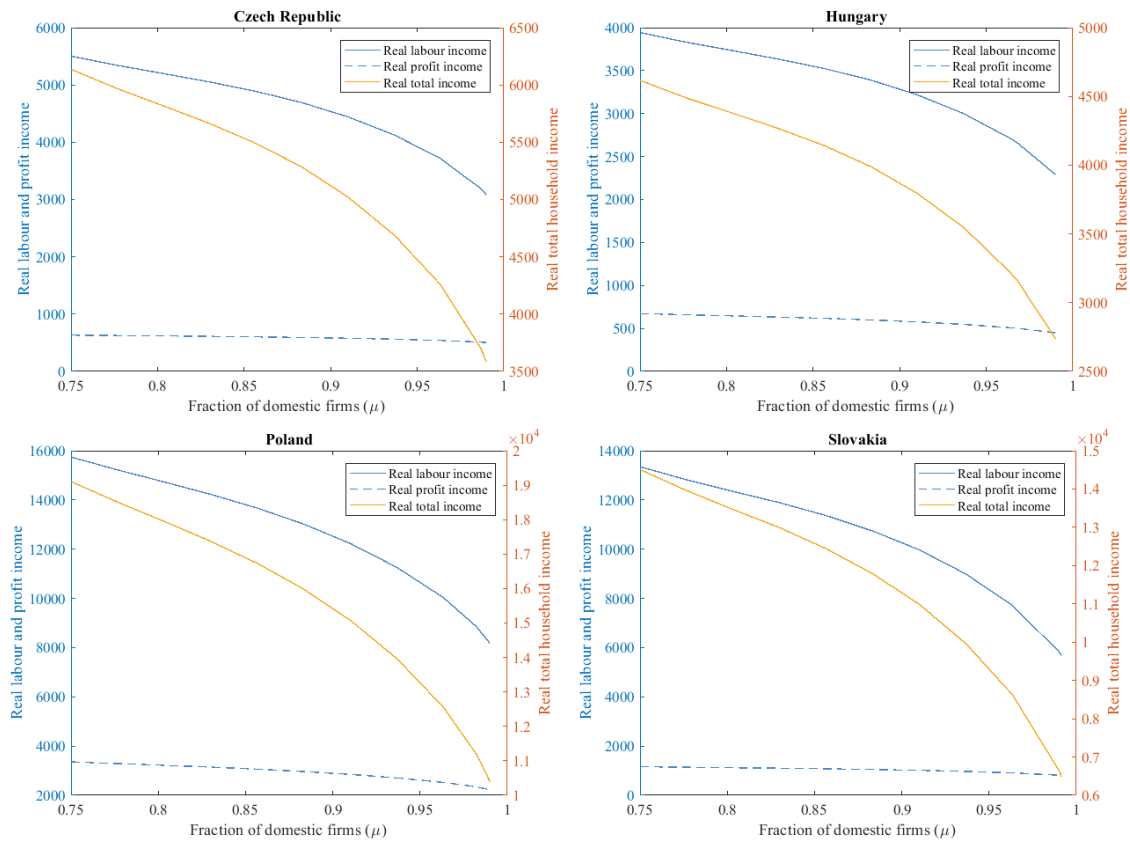 Czech Republic
6000
5000
4000
3000
2000
1000
0
Real labour and profit income
6500
6000
5500
5000
4500
4000
3500
Real total household income
Real labour income
Real profit income
Real total income
0.75 0.8 0.85 0.9 0.95 1
Fraction of domestic firms (μ)
Hungary
4000
3500
3000
2500
2000
1500
1000
500
0
Real labour and profit income
5000
4500
4000
3500
3000
2500
Real total household income
Real labour income
Real profit income
Real total income
0.75 0.8 0.85 0.9 0.95 1
Fraction of domestic firms (μ)
Poland
16000
14000
12000
10000
8000
6000
4000
2000
Real labour and profit income
×10⁴
2
1.9
1.8
1.7
1.6
1.5
1.4
1.3
1.2
1.1
1
Real total household income
Real labour income
Real profit income
Real total income
0.75 0.8 0.85 0.9 0.95 1
Fraction of domestic firms (μ)
Slovakia
14000
12000
10000
8000
6000
4000
2000
0
Real labour and profit income
×10⁴
1.5
1.4
1.3
1.2
1.1
1
0.9
0.8
0.7
0.6
Real total household income
Real labour income
Real profit income
Real total income
0.75 0.8 0.85 0.9 0.95 1
Fraction of domestic firms (μ)